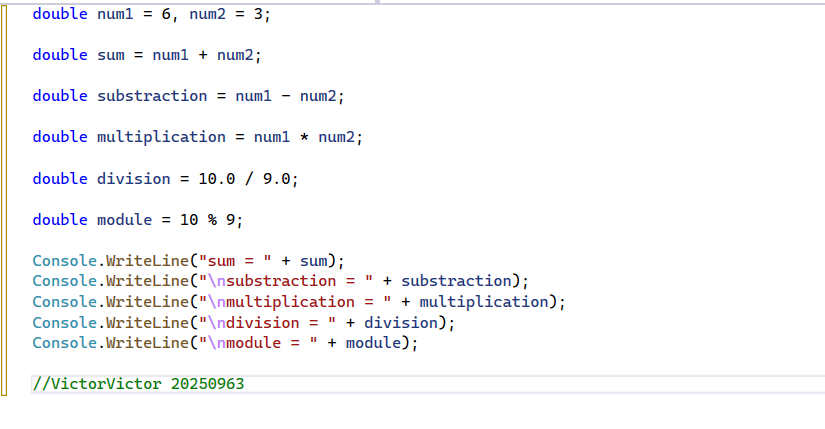 double num1 = 6, num2 = 3;
double sum = num1 + num2;
double substraction = num1 - num2;
double multiplication = num1 * num2;
double division = 10.0 / 9.0;
double module = 10 % 9;
Console.WriteLine("sum = " + sum);
Console.WriteLine("\nsubstraction = " + substraction);
Console.WriteLine("\nmultiplication = " + multiplication);
Console.WriteLine("\ndivision = " + division);
Console.WriteLine("\nmodule = " + module);
//VictorVictor 20250963